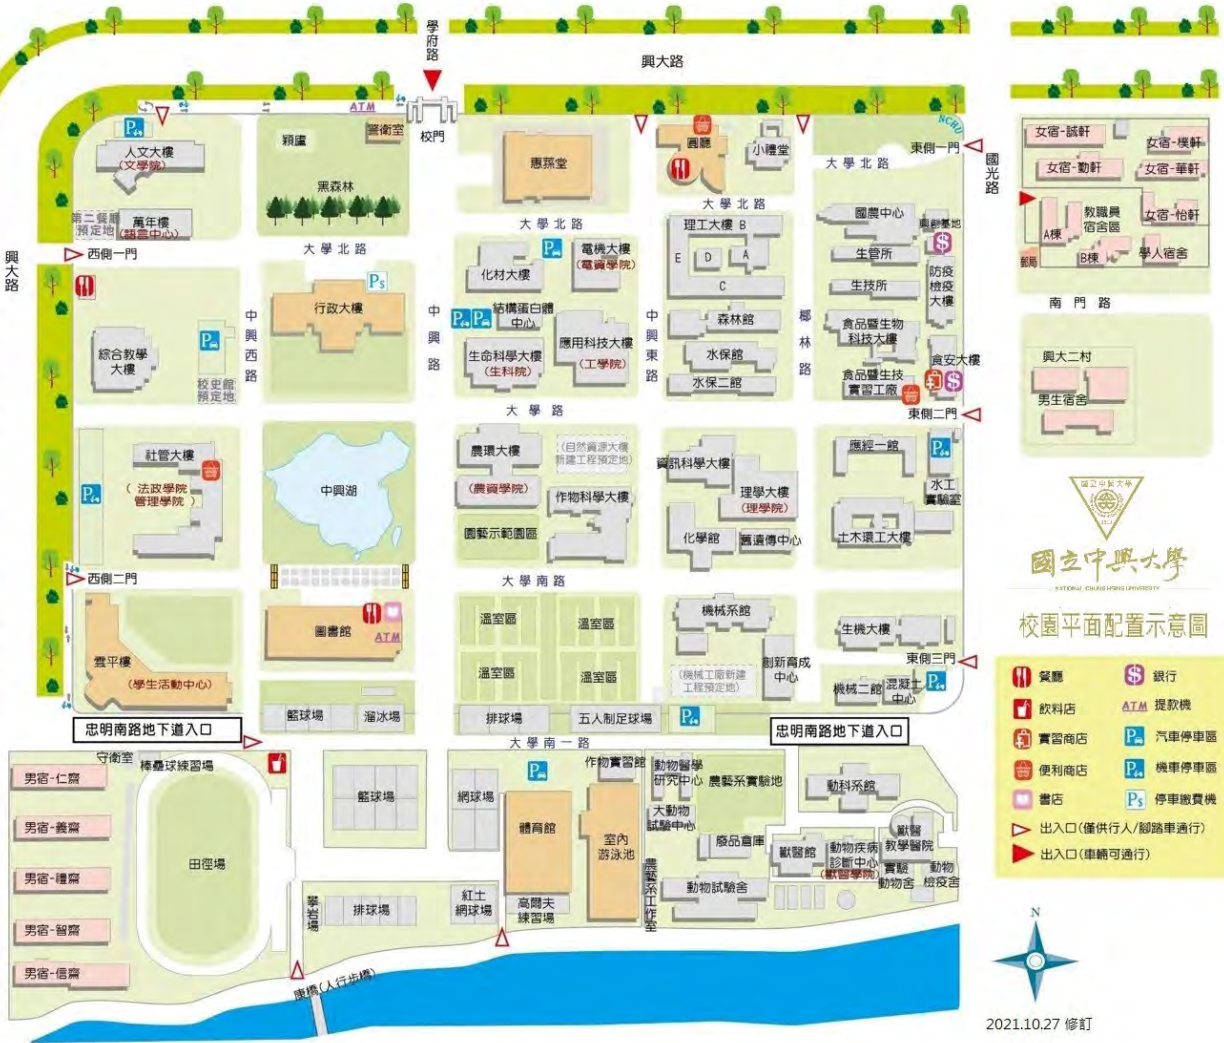 學府路
興大路
ATM
校門
警衛室
穎廬
黑森林
人文大樓
(文學院)
第二餐廳
預定地
萬年樓
(語言中心)
西側一門
興大路
大學北路
惠蓀堂
大學北路
圓廳
小禮堂
大學北路
大學北路
NCHU
東側一門
國光路
女宿-誠軒
女宿-樸軒
女宿-勤軒
女宿-華軒
女宿-怡軒
教職員
宿舍區
A棟
B棟
學人宿舍
郵局
南門路
興大二村
男生宿舍
行政大樓
中興西路
綜合教學
大樓
校史館
預定地
中興路
化材大樓
電機大樓
(電資學院)
結構蛋白體
中心
生命科學大樓
(生科院)
應用科技大樓
(工學院)
中興東路
理工大樓 B
E
D
A
C
森林館
水保館
水保二館
椰林路
國農中心
興創基地
生管所
生技所
防疫
檢疫
大樓
食品暨生物
科技大樓
食安大樓
食品暨生技
實習工廠
東側二門
大學路
社管大樓
(法政學院
管理學院)
中興湖
農環大樓
(農資學院)
(自然資源大樓
新建工程預定地)
作物科學大樓
園藝示範園區
資訊科學大樓
理學大樓
(理學院)
化學館
舊遺傳中心
應經一館
水工
實驗室
土木環工大樓
西側二門
大學南路
雲平樓
(學生活動中心)
圖書館
ATM
溫室區
溫室區
溫室區
溫室區
機械系館
(機械工廠新建
工程預定地)
創新育成
中心
生機大樓
東側三門
機械二館
混凝土
中心
籃球場
溜冰場
排球場
五人制足球場
忠明南路地下道入口
忠明南路地下道入口
大學南一路
守衛室
棒壘球練習場
男宿-仁齋
男宿-義齋
男宿-禮齋
男宿-智齋
男宿-信齋
田徑場
籃球場
網球場
攀岩場
排球場
紅土
網球場
體育館
高爾夫
練習場
作物實習館
室內
游泳池
農藝系工作室
動物醫學
研究中心
大動物
試驗中心
農藝系實驗地
廢品倉庫
動物試驗舍
動科系館
獸醫館
動物疾病
診斷中心
(獸醫學院)
獸醫
教學醫院
實驗
動物舍
動物
檢疫舍
康橋(人行步橋)
國立中興大學
國立中興大學
NATIONAL CHUNG HSING UNIVERSITY
校園平面配置示意圖
餐廳
銀行
飲料店
ATM 提款機
實習商店
汽車停車區
便利商店
機車停車區
書店
Ps 停車繳費機
出入口(僅供行人/腳踏車通行)
出入口(車輛可通行)
N
2021.10.27 修訂